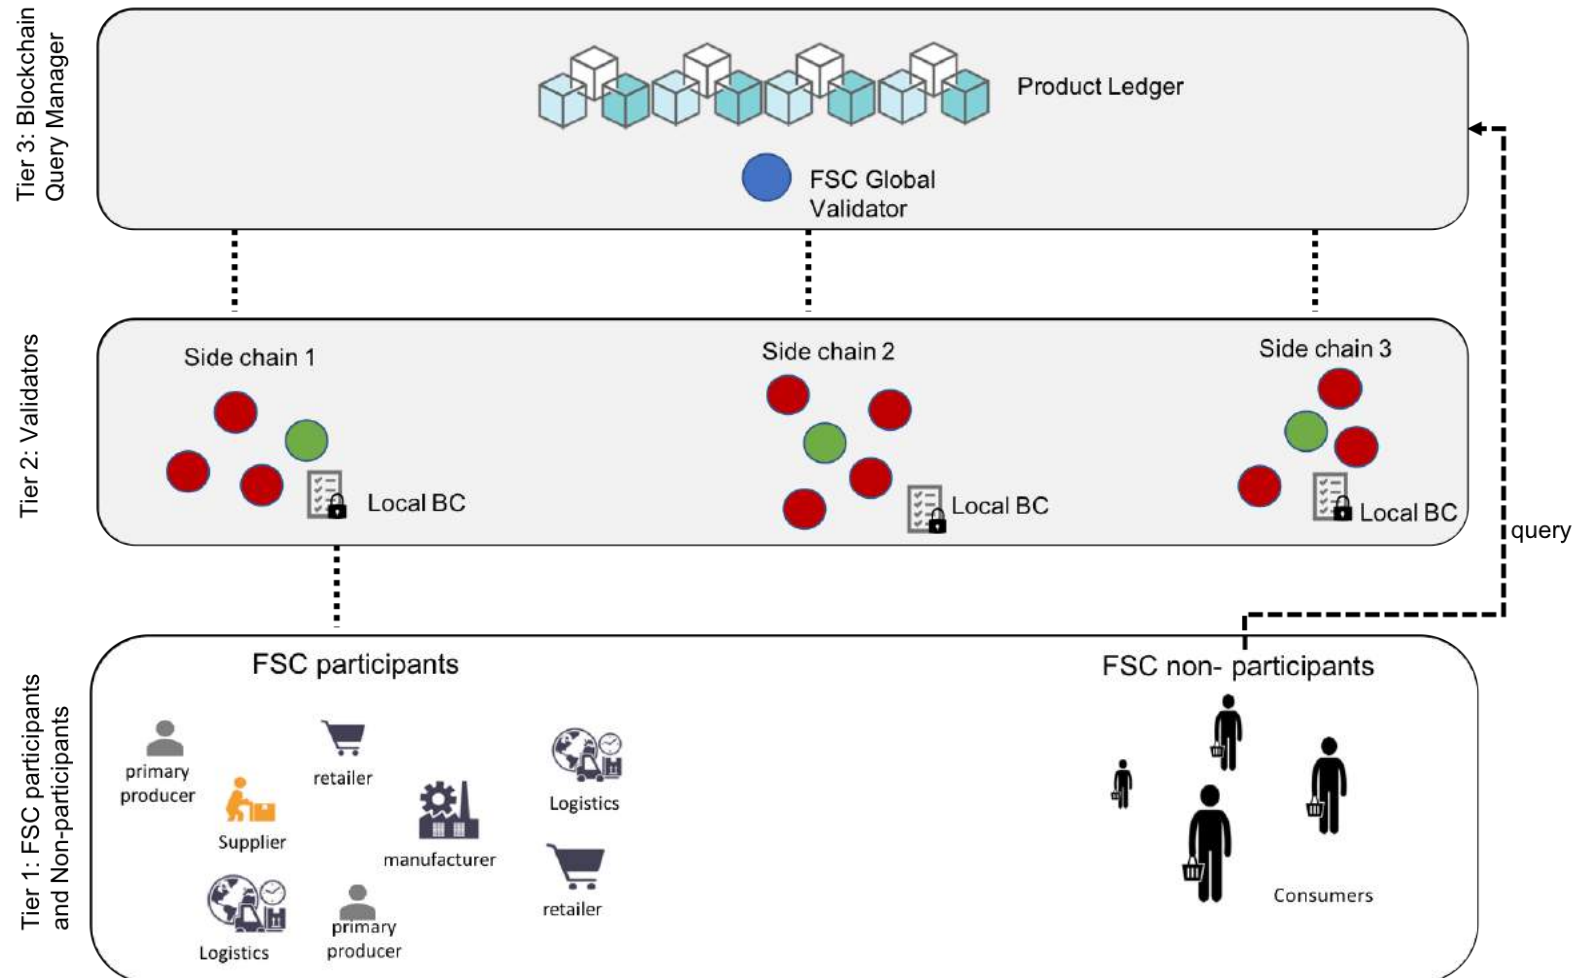 Tier 3: Blockchain
Query Manager
Product Ledger
FSC Global
Validator
Tier 2: Validators
Side chain 1
Side chain 2
Side chain 3
Local BC
Local BC
Local BC
query
Tier 1: FSC participants
and Non-participants
FSC participants
FSC non- participants
primary
producer
retailer
Logistics
Supplier
manufacturer
retailer
Logistics
primary
producer
Consumers